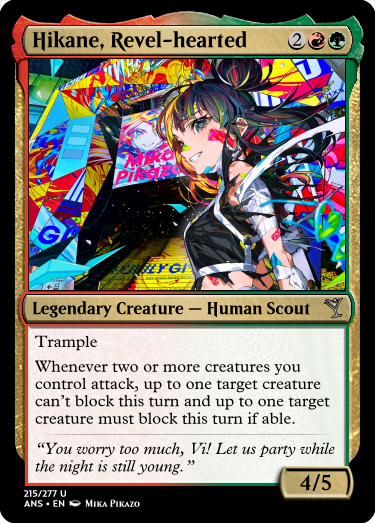 Hikane, Revel-hearted 2
Miko
Pikazo
GI
Legendary Creature — Human Scout
Trample
Whenever two or more creatures you
control attack, up to one target creature
can't block this turn and up to one target
creature must block this turn if able.
“You worry too much, Vi! Let us party while
the night is still young.”
4/5
215/277 U
ANS • EN Mika Pikazo